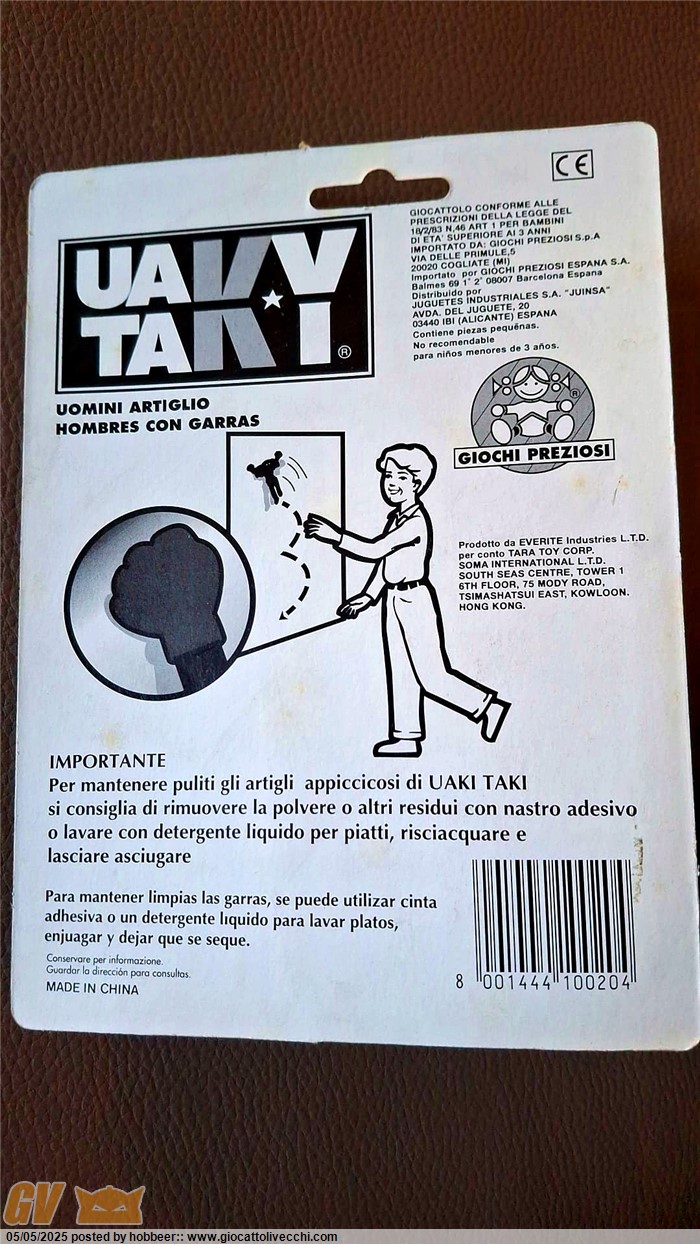 CE
UAKY
TAKI
®
UOMINI ARTIGLIO
HOMBRES CON GARRAS
GIOCATTOLO CONFORME ALLE
PRESCRIZIONI DELLA LEGGE DEL
18/2/83 N,46 ART 1 PER BAMBINI
DI ETA' SUPERIORE AI 3 ANNI
IMPORTATO DA: GIOCHI PREZIOSI S.p.A
VIA DELLE PRIMULE,5
20020 COGLIATE (MI)
Importato por GIOCHI PREZIOSI ESPANA S.A.
Balmes 69 1° 2° 08007 Barcelona Espana
Distribuido por
JUGUETES INDUSTRIALES S.A. "JUINSA"
AVDA. DEL JUGUETE, 20
03440 IBI (ALICANTE) ESPANA
Contiene piezas pequeñas.
No recomendable
para niños menores de 3 años.
®
GIOCHI PREZIOSI
Prodotto da EVERITE Industries L.T.D.
per conto TARA TOY CORP.
SOMA INTERNATIONAL L.T.D.
SOUTH SEAS CENTRE, TOWER 1
6TH FLOOR, 75 MODY ROAD,
TSIMASHATSUI EAST, KOWLOON.
HONG KONG.
IMPORTANTE
Per mantenere puliti gli artigli appiccicosi di UAKI TAKI
si consiglia di rimuovere la polvere o altri residui con nastro adesivo
o lavare con detergente liquido per piatti, risciacquare e
lasciare asciugare
Para mantener limpias las garras, se puede utilizar cinta
adhesiva o un detergente liquido para lavar platos,
enjuagar y dejar que se seque.
Conservare per informazione.
Guardar la dirección para consultas.
MADE IN CHINA
8 001444 100204
GV
05/05/2025 posted by hobbeer:: www.giocattolivecchi.com